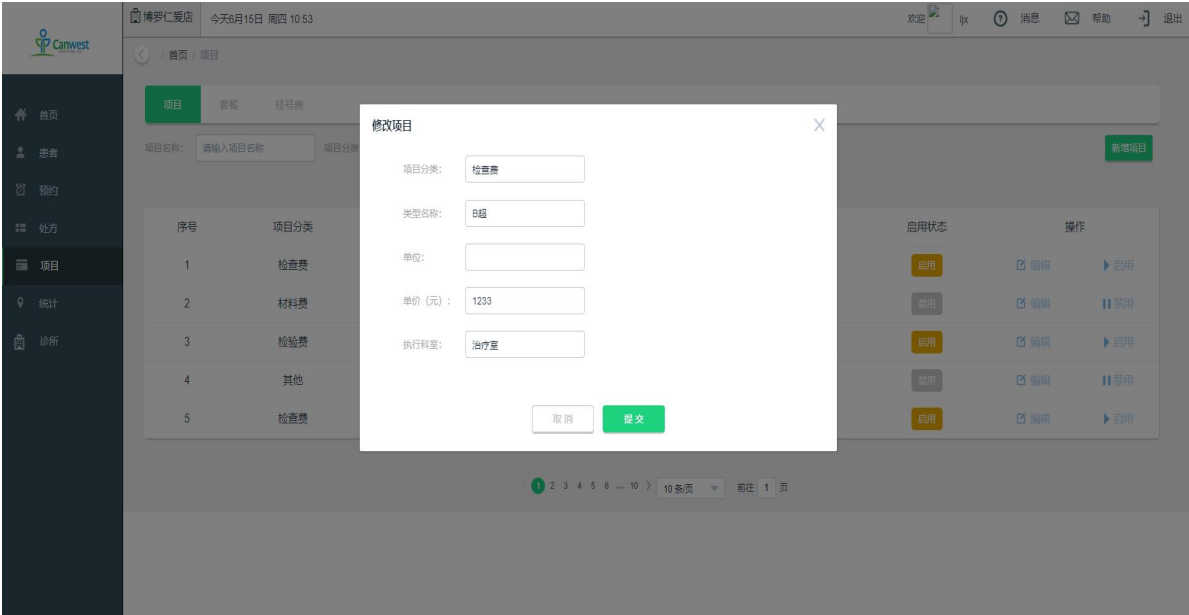 博罗仁爱店 今天6月15日 周四 10:53 欢迎 ljx 消息 帮助 退出
Canwest
/ 首页 / 项目
首页
患者
预约
处方
项目
统计
诊所
项目 套餐 挂号费
项目名称: 请输入项目名称 项目分类 新增项目
序号 项目分类 启用状态 操作
1 检查费 启用 编辑 启用
2 材料费 禁用 编辑 禁用
3 检验费 启用 编辑 启用
4 其他 禁用 编辑 禁用
5 检查费 启用 编辑 启用
修改项目 X
项目分类: 检查费
类型名称: B超
单位:
单价（元）: 1233
执行科室: 治疗室
取消 提交
1 2 3 4 5 6 ... 10 > 10条/页 前往 1 页